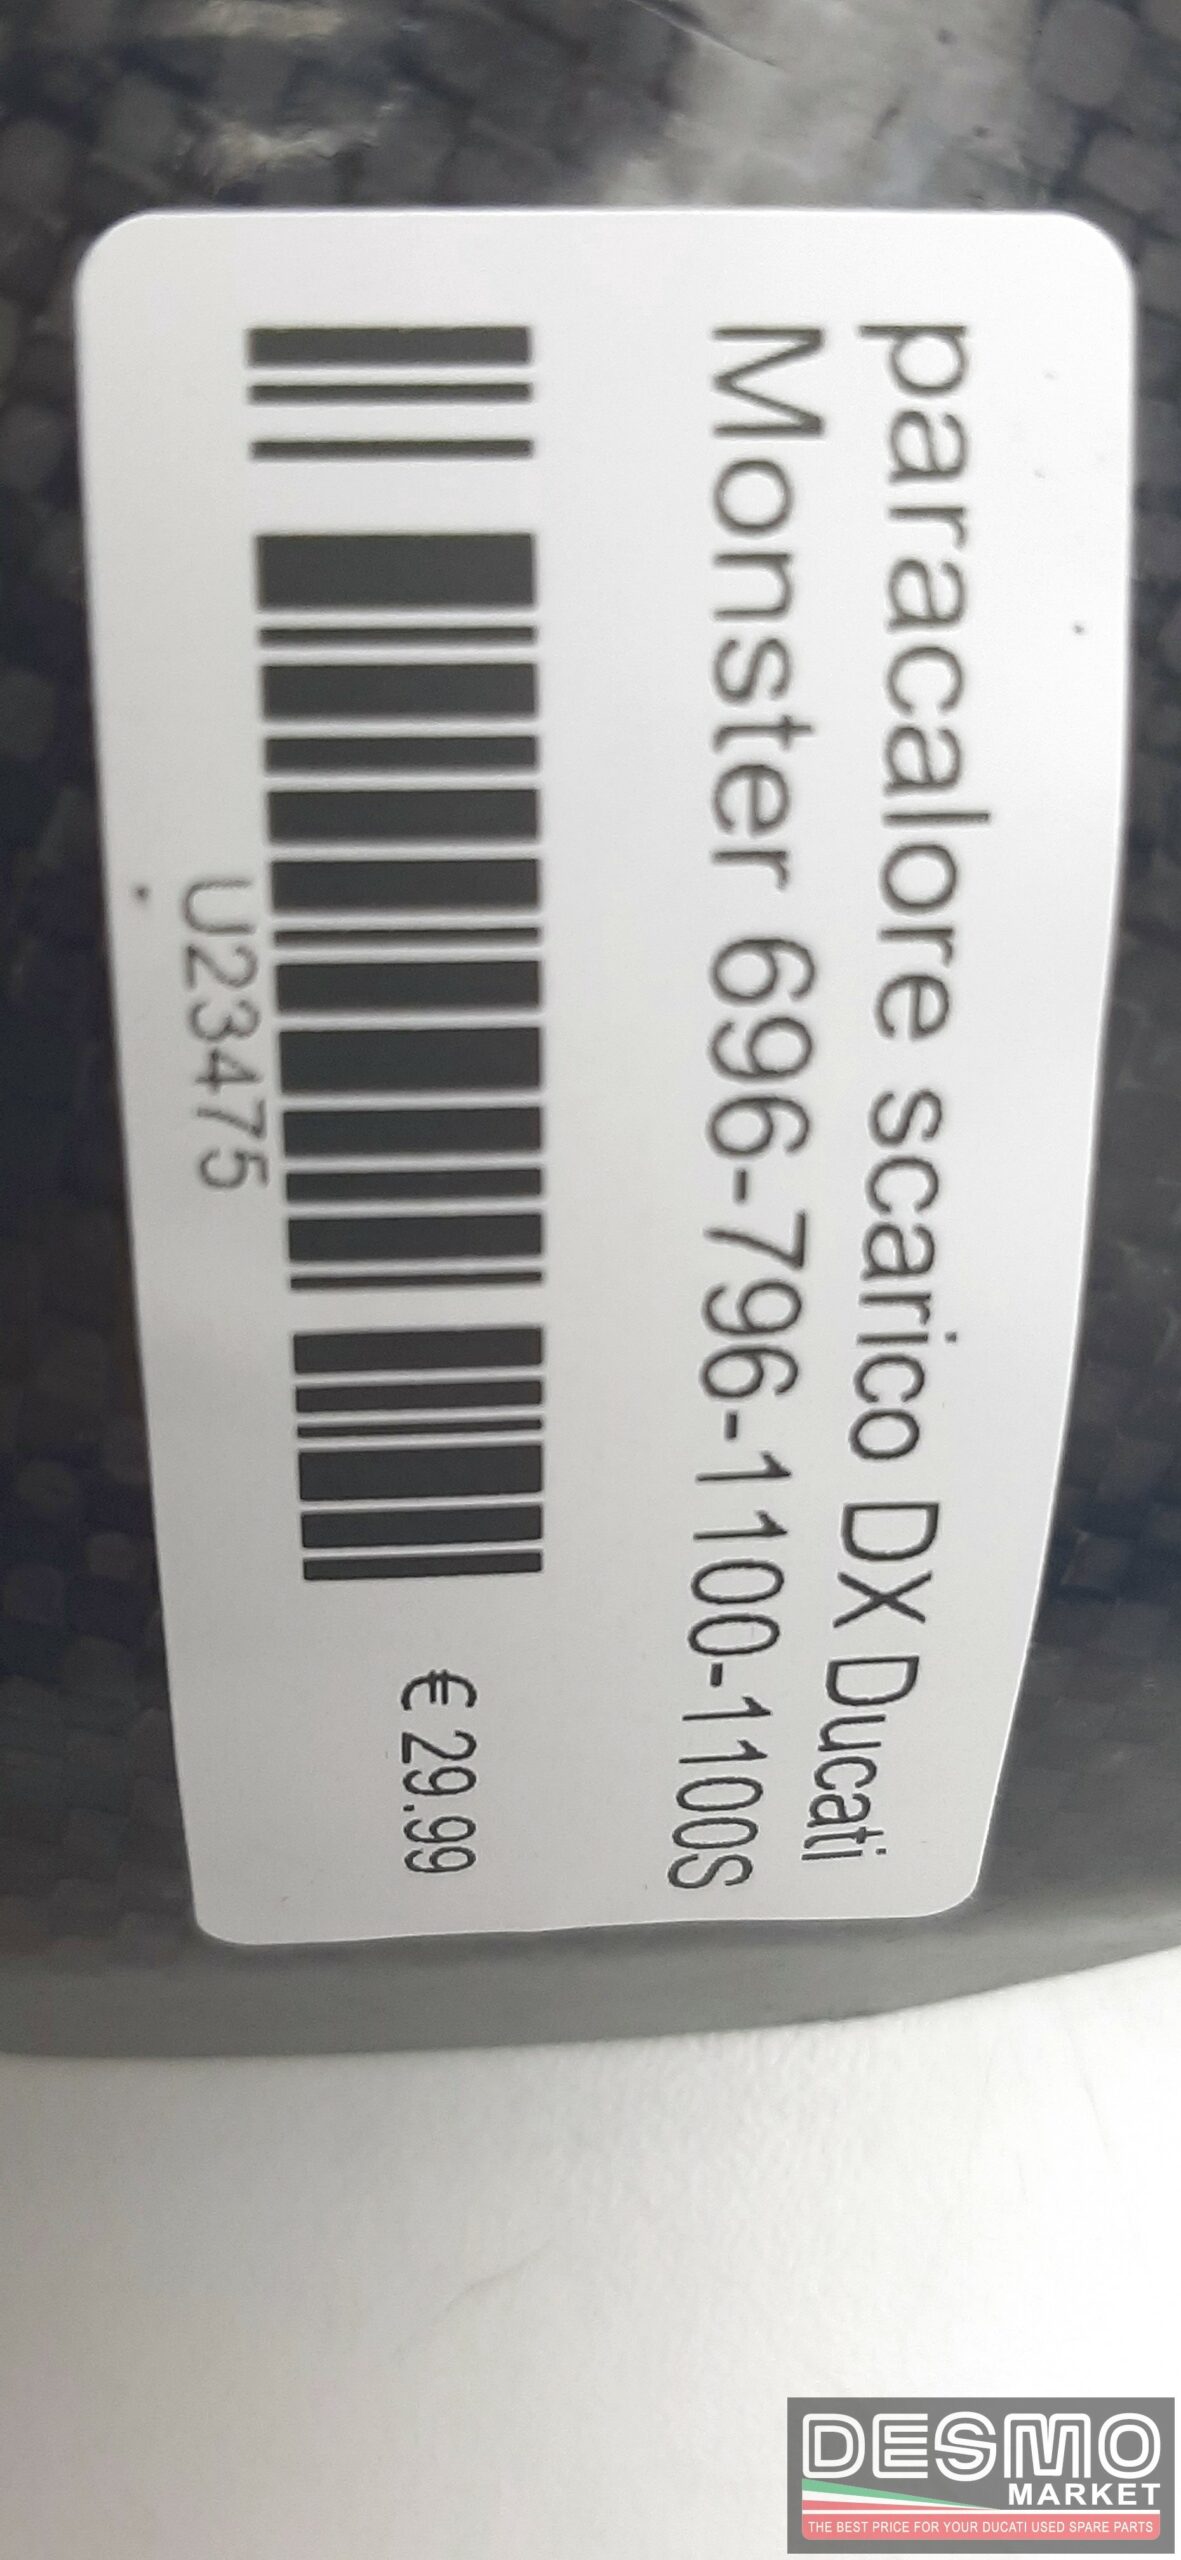 paracalore scarico DX Ducati
Monster 696-796-1100-1100S
€ 29.99
U23475
DESMO
MARKET
THE BEST PRICE FOR YOUR DUCATI USED SPARE PARTS